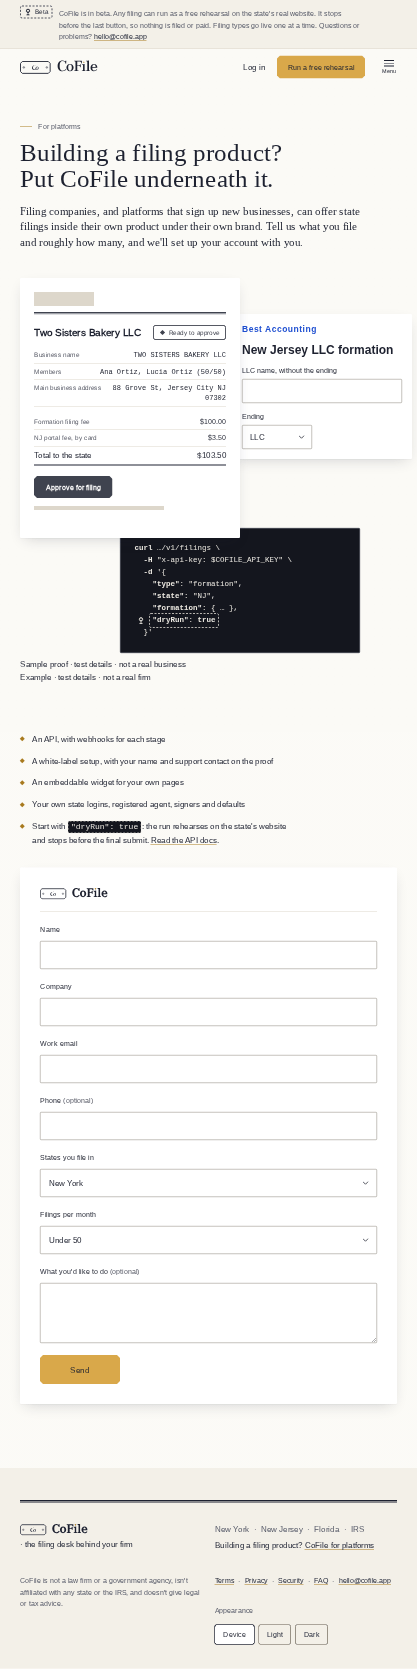 Beta
CoFile is in beta. Any filing can run as a free rehearsal on the state's real website. It stops
before the last button, so nothing is filed or paid. Filing types go live one at a time. Questions or
problems? hello@cofile.app
Co CoFile
Log in
Run a free rehearsal
Menu
For platforms
Building a filing product?
Put CoFile underneath it.
Filing companies, and platforms that sign up new businesses, can offer state
filings inside their own product under their own brand. Tell us what you file
and roughly how many, and we'll set up your account with you.
Two Sisters Bakery LLC
Ready to approve
Business name TWO SISTERS BAKERY LLC
Members Ana Ortiz, Lucia Ortiz (50/50)
Main business address 88 Grove St, Jersey City NJ
07302
Formation filing fee $100.00
NJ portal fee, by card $3.50
Total to the state $103.50
Approve for filing
Best Accounting
New Jersey LLC formation
LLC name, without the ending
Ending
LLC
curl …/v1/filings \
-H "x-api-key: $COFILE_API_KEY" \
-d '{
"type": "formation",
"state": "NJ",
"formation": { … },
"dryRun": true
}'
Sample proof · test details · not a real business
Example · test details · not a real firm
An API, with webhooks for each stage
A white-label setup, with your name and support contact on the proof
An embeddable widget for your own pages
Your own state logins, registered agent, signers and defaults
Start with "dryRun": true: the run rehearses on the state's website
and stops before the final submit. Read the API docs.
Co CoFile
Name
Company
Work email
Phone (optional)
States you file in
New York
Filings per month
Under 50
What you'd like to do (optional)
Send
Co CoFile
· the filing desk behind your firm
New York · New Jersey · Florida · IRS
Building a filing product? CoFile for platforms
CoFile is not a law firm or a government agency, isn't
affiliated with any state or the IRS, and doesn't give legal
or tax advice.
Terms · Privacy · Security · FAQ · hello@cofile.app
Appearance
Device
Light
Dark